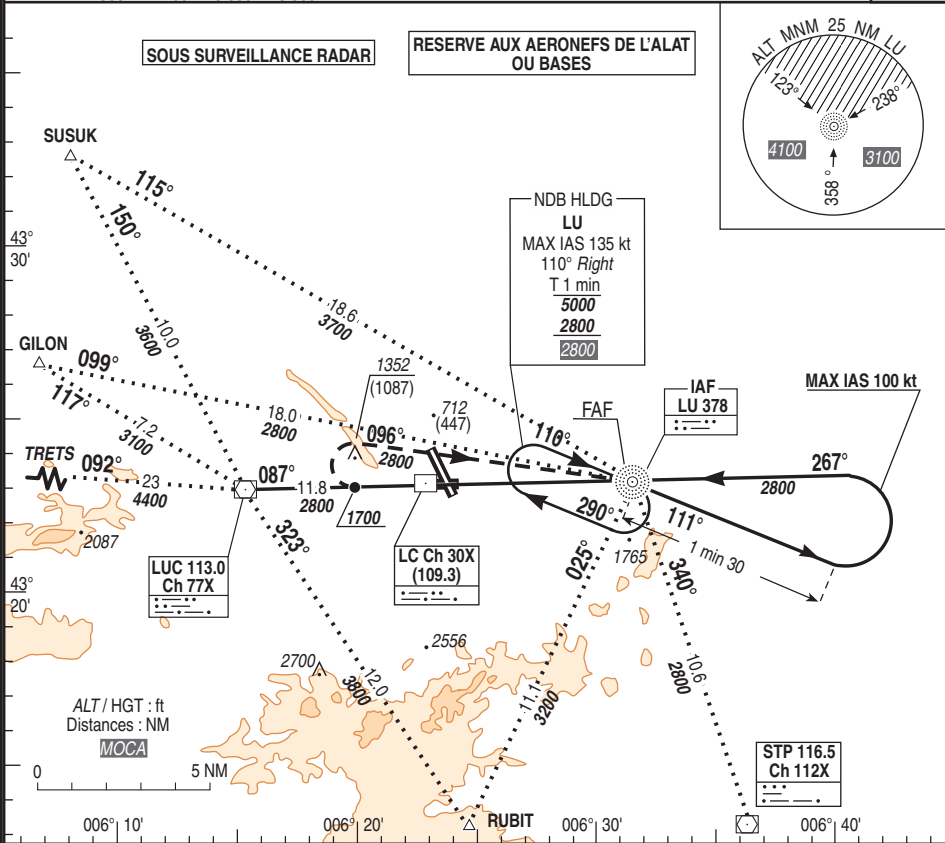 SOUS SURVEILLANCE RADAR
RESERVE AUX AERONEFS DE L'ALAT
OU BASES
ALT MNM 25 NM LU
123°
238°
4100
3100
358°
SUSUK
115°
150°
43°
30'
NDB HLDG
LU
MAX IAS 135 kt
110° Right
T 1 min
5000
2800
2800
18.6
3700
10.0
3600
GILON
099°
117°
1352
(1087)
712
(447)
FAF
IAF
LU 378
MAX IAS 100 kt
7.2
3100
18.0
2800
096°
2800
110°
TRETS
092°
23
4400
087°
11.8
2800
1700
267°
2800
290°
111°
1 min 30
2087
323°
LUC 113.0
Ch 77X
LC Ch 30X
(109.3)
025°
1765
340°
43°
20'
2556
2700
12.0
3800
11.1
3200
10.6
2800
ALT / HGT : ft
Distances : NM
MOCA
0
5 NM
STP 116.5
Ch 112X
RUBIT
006° 10'
006° 20'
006° 30'
006° 40'